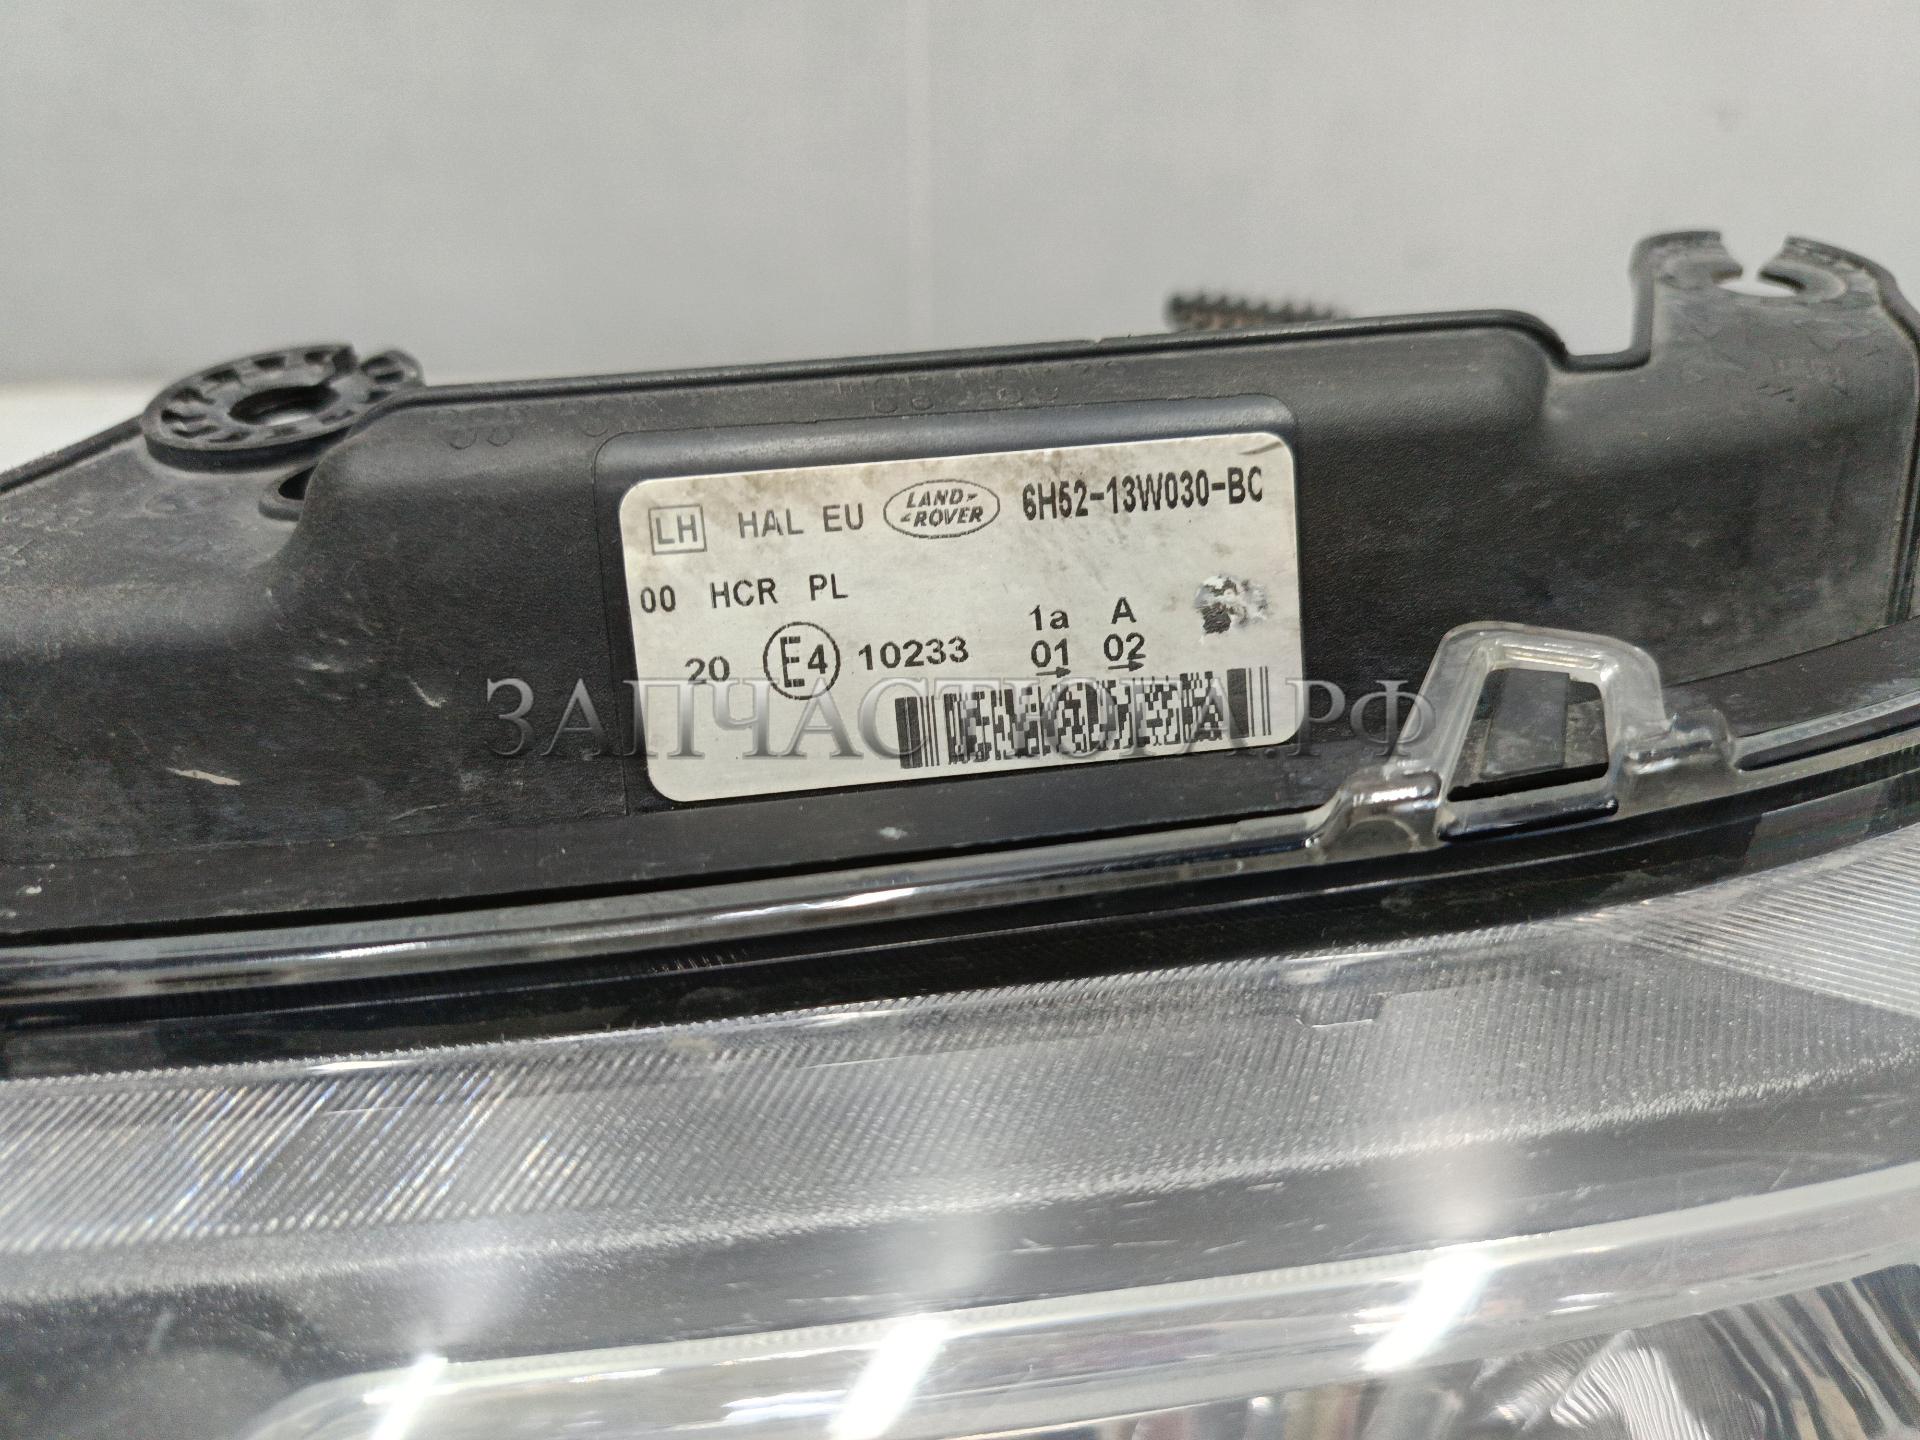 LH HAL EU LAND-
-ROVER 6H52-13W030-BC
00 HCR PL
1a A
20 E4 10233 01 02
ЗАПЧАСТЮГА.РФ